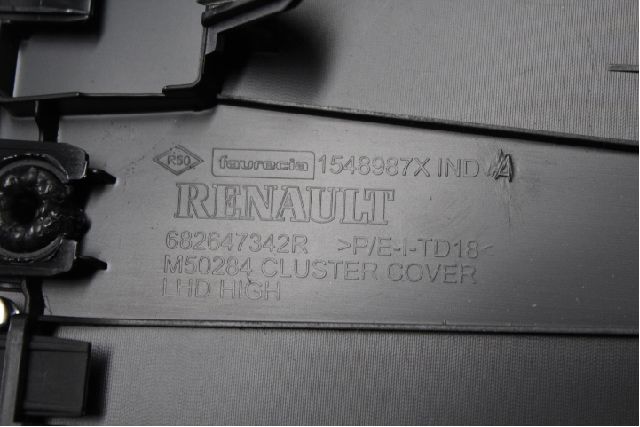 R50 faurecia 1548987X IND A
RENAULT
682647342R >P/E-I-TD18<
M50284 CLUSTER COVER
LHD HIGH